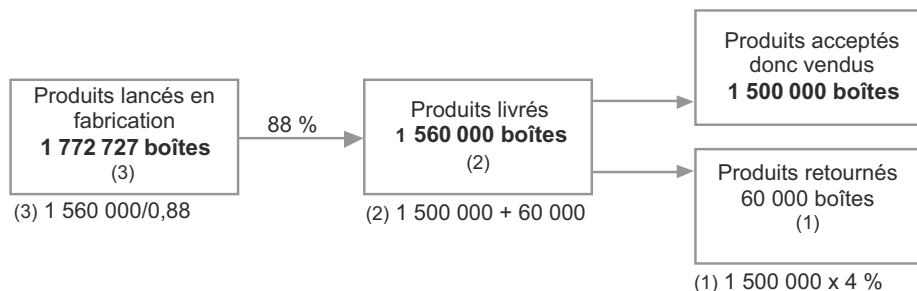 Produits lancés en
fabrication
1 772 727 boîtes
(3)
(3) 1 560 000/0,88
88 %
Produits livrés
1 560 000 boîtes
(2)
(2) 1 500 000 + 60 000
Produits acceptés
donc vendus
1 500 000 boîtes
Produits retournés
60 000 boîtes
(1)
(1) 1 500 000 x 4 %